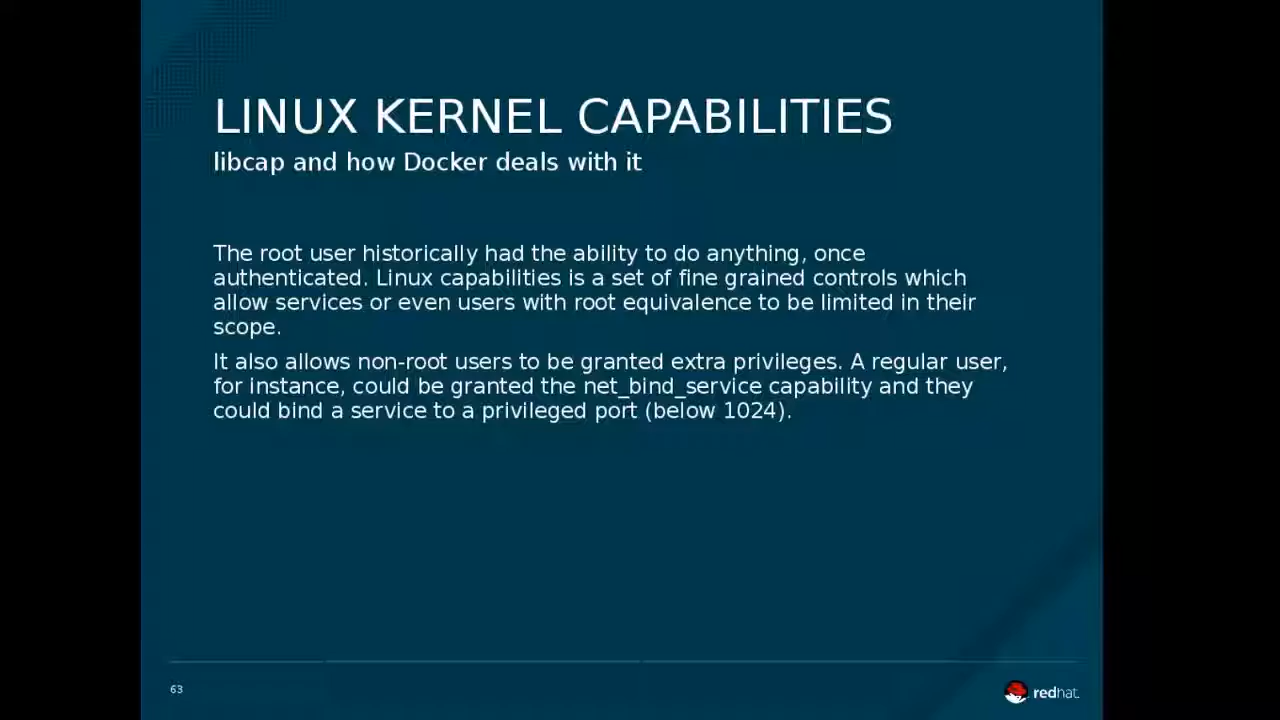 LINUX KERNEL CAPABILITIES
libcap and how Docker deals with it
The root user historically had the ability to do anything, once
authenticated. Linux capabilities is a set of fine grained controls which
allow services or even users with root equivalence to be limited in their
scope.
It also allows non-root users to be granted extra privileges. A regular user,
for instance, could be granted the net_bind_service capability and they
could bind a service to a privileged port (below 1024).
63
redhat.